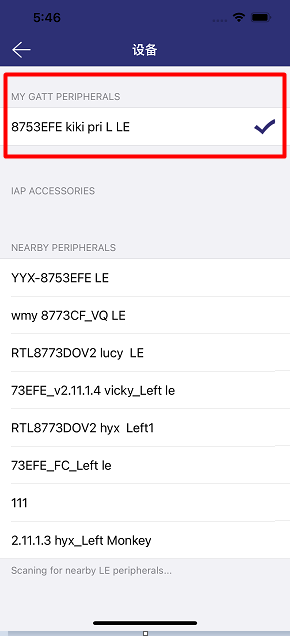 5:46
设备
MY GATT PERIPHERALS
8753EFE kiki pri L LE
IAP ACCESSORIES
NEARBY PERIPHERALS
YYX-8753EFE LE
wmy 8773CF_VQ LE
RTL8773DOV2 lucy  LE
73EFE_v2.11.1.4 vicky_Left le
RTL8773DOV2 hyx  Left1
73EFE_FC_Left le
111
2.11.1.3 hyx_Left Monkey
Scaning for nearby LE peripherals...